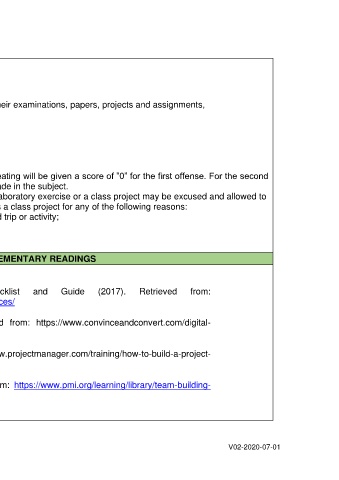 eir examinations, papers, projects and assignments,
eating will be given a score of "0" for the first offense. For the second
de in the subject.
aboratory exercise or a class project may be excused and allowed to
a class project for any of the following reasons:
trip or activity;
EMENTARY READINGS
cklist and Guide (2017). Retrieved from:
ces/
d from: https://www.convinceandconvert.com/digital-
w.projectmanager.com/training/how-to-build-a-project-
m: https://www.pmi.org/learning/library/team-building-
V02-2020-07-01